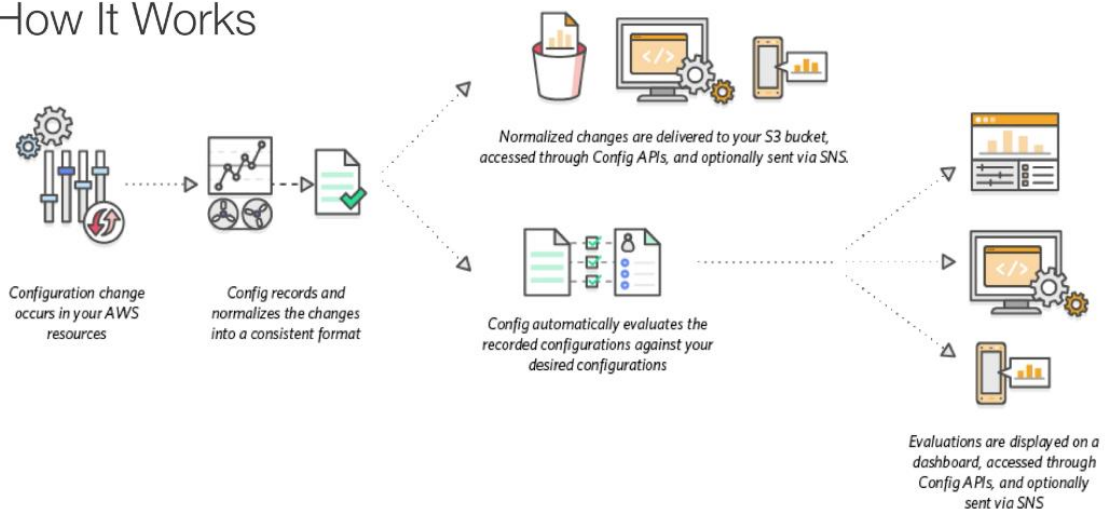 How It Works
Normalized changes are delivered to your S3 bucket,
accessed through Config APIs, and optionally sent via SNS.
Configuration change
occurs in your AWS
resources
Config records and
normalizes the changes
into a consistent format
Config automatically evaluates the
recorded configurations against your
desired configurations
Evaluations are displayed on a
dashboard, accessed through
Config APIs, and optionally
sent via SNS